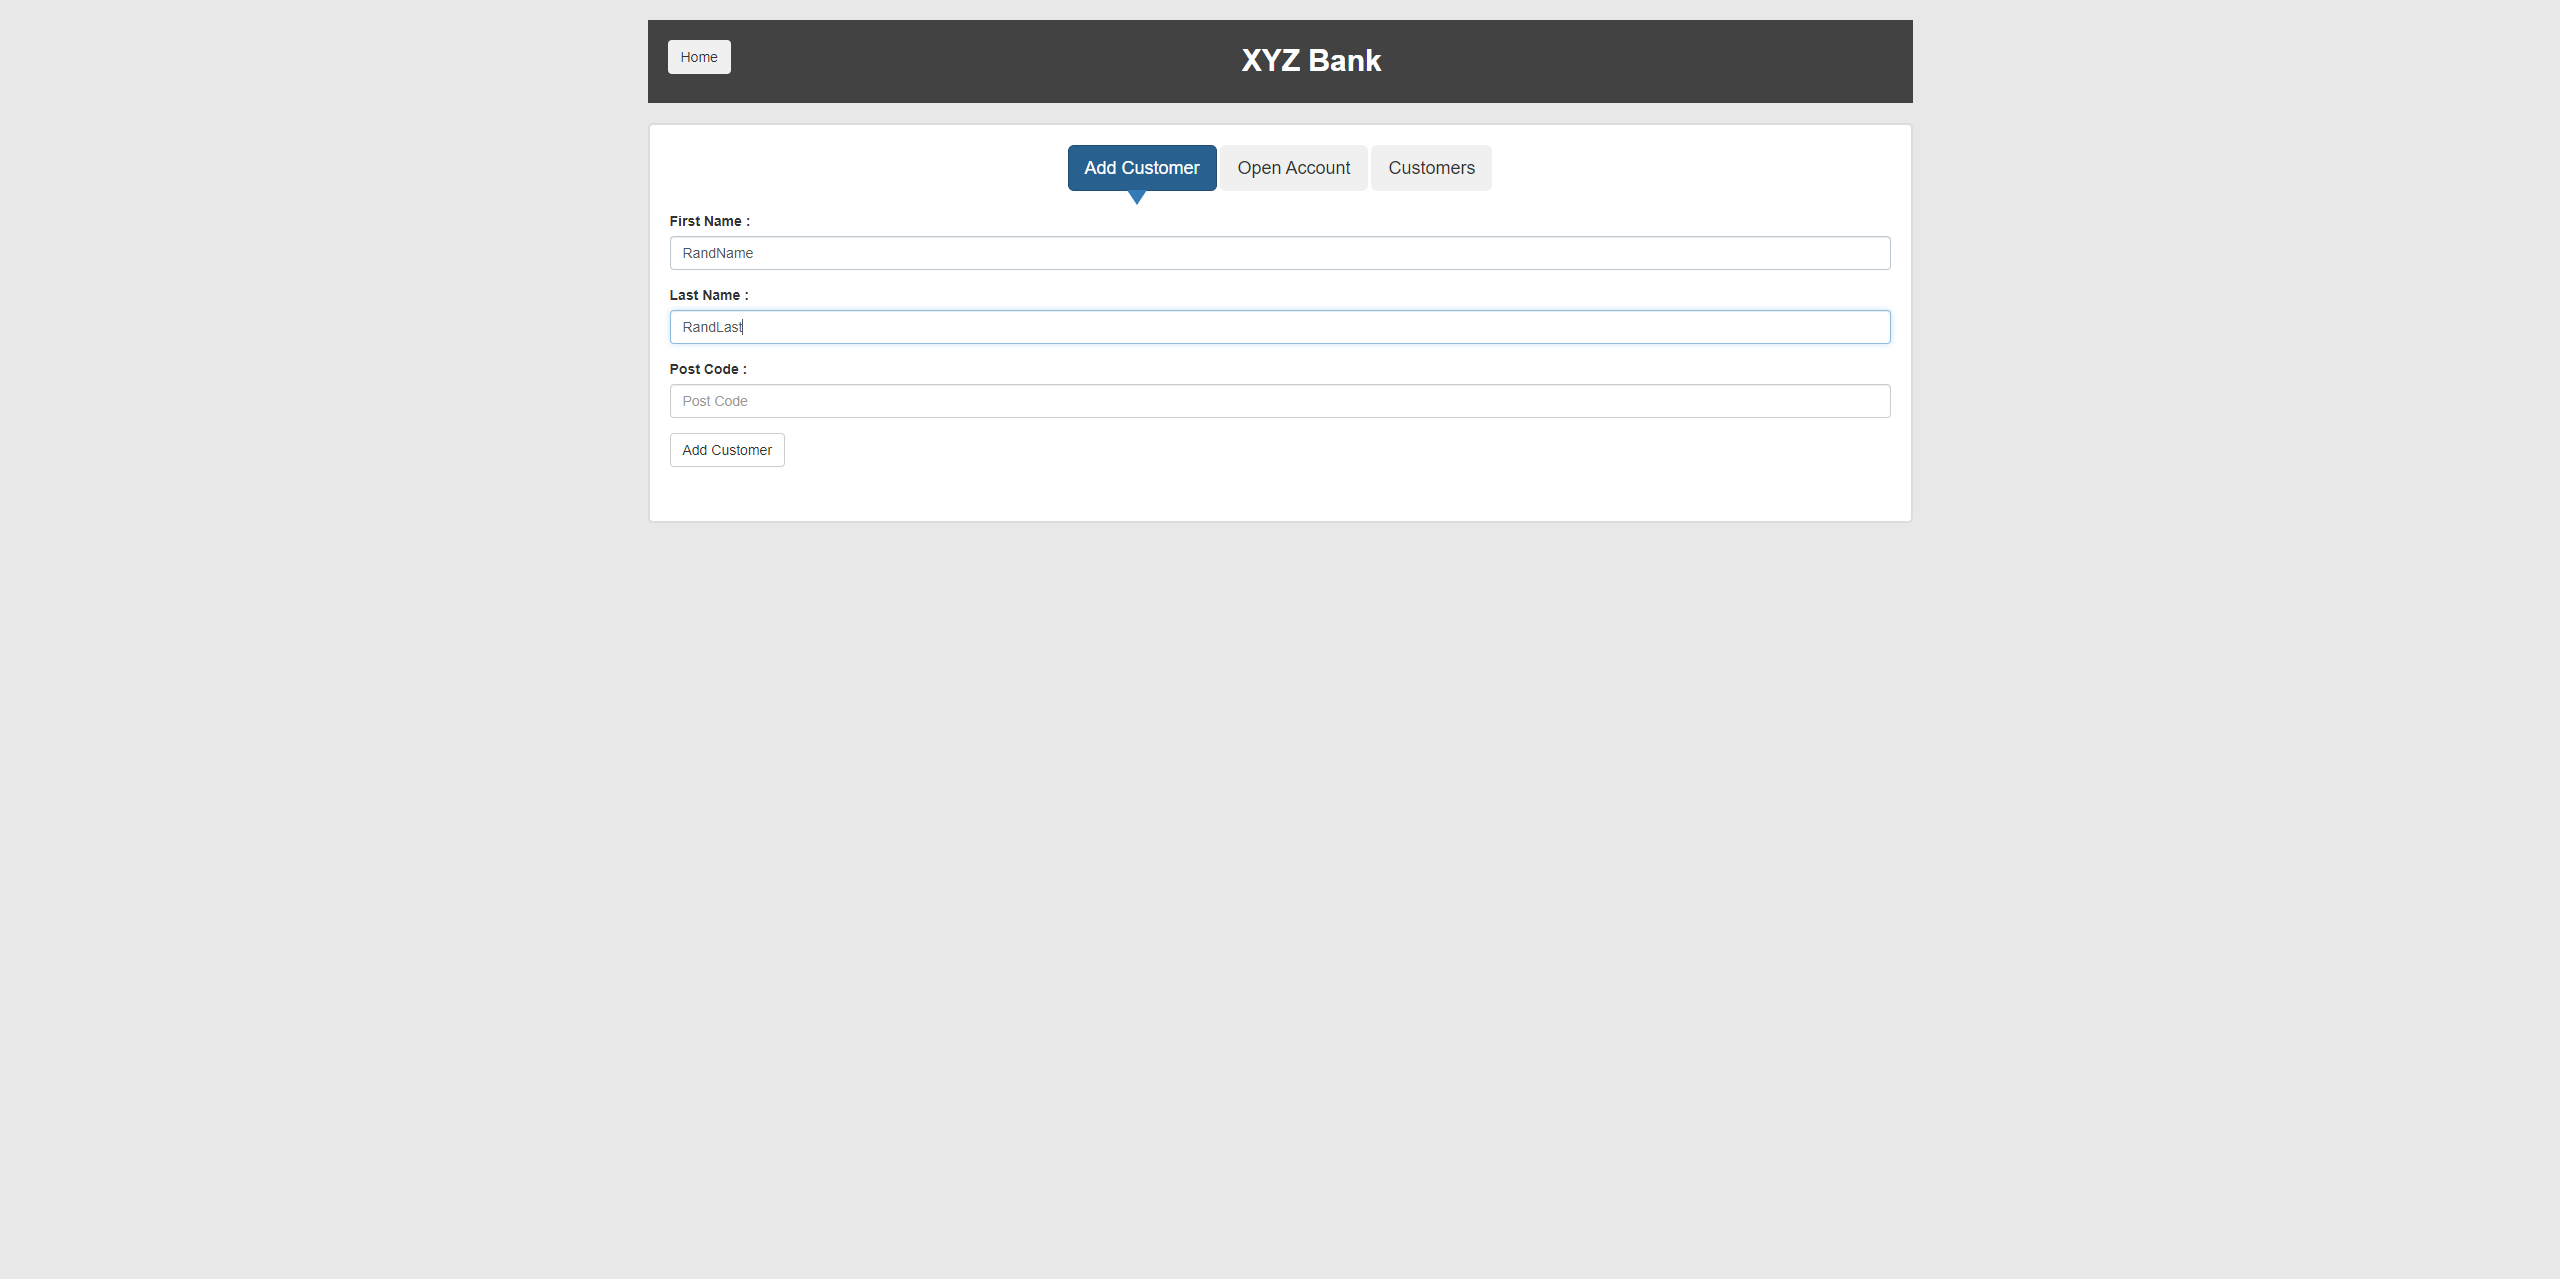 Home
XYZ Bank
Add Customer
Open Account
Customers
First Name :
RandName
Last Name :
RandLast
Post Code :
Post Code
Add Customer